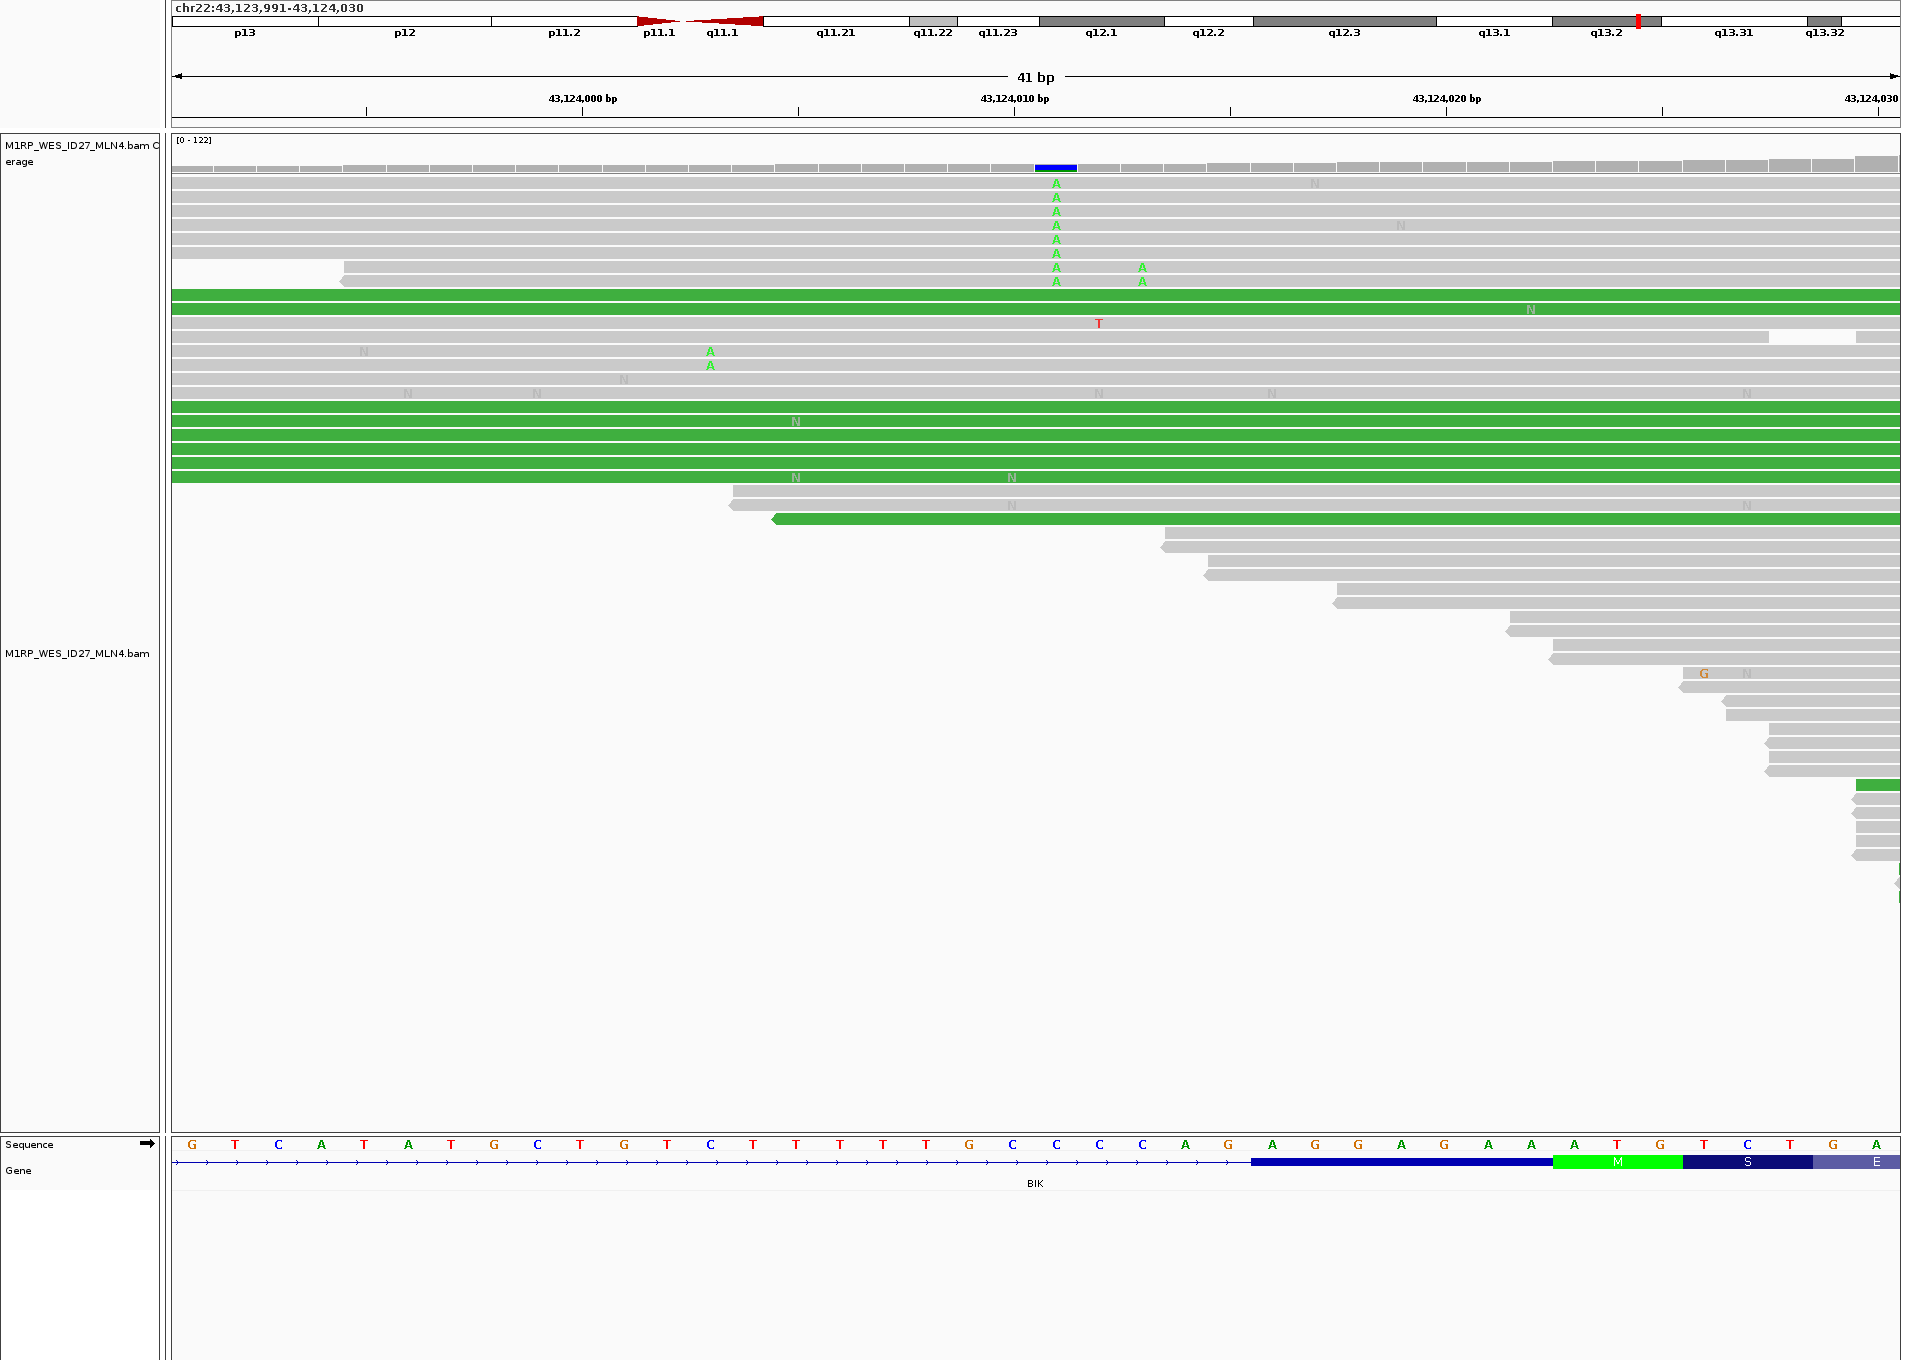 chr22:43,123,991-43,124,030
p13 p12 p11.2 p11.1 q11.1 q11.21 q11.22 q11.23 q12.1 q12.2 q12.3 q13.1 q13.2 q13.31 q13.32
41 bp
43,124,000 bp 43,124,010 bp 43,124,020 bp 43,124,030
[0 - 122]
M1RP_WES_ID27_MLN4.bam C
erage
A N
A
A
A N
A
A
A A
A A
N
T
N A
A
N
N N N N N
N
N N
N N
M1RP_WES_ID27_MLN4.bam
G N
Sequence G T C A T A T G C T G T C T T T T T G C C C C A G A G G A G A A A T G T C T G A
Gene M S E
BIK